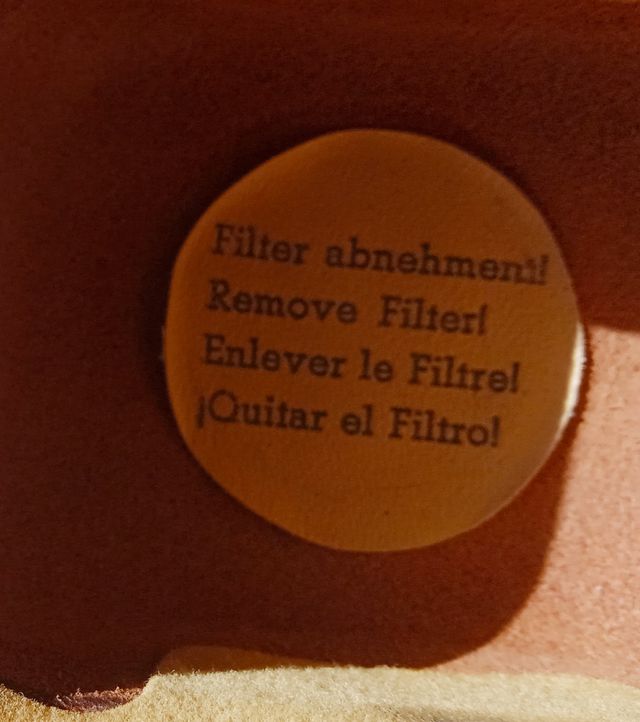 Filter abnehmen!
Remove Filter!
Enlever le Filtre!
¡Quitar el Filtro!